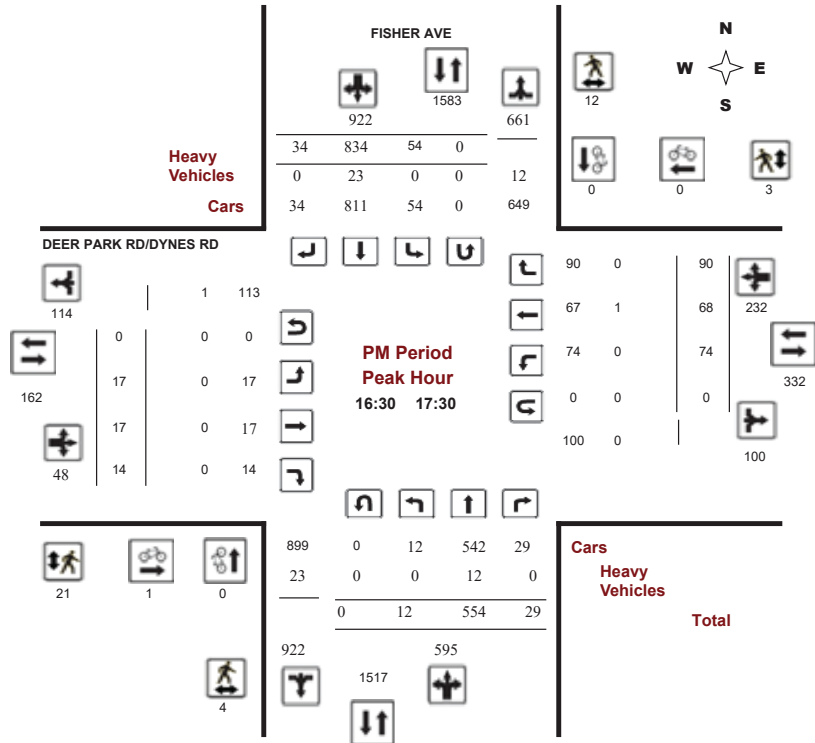 FISHER AVE
N
W E
S
1583
12
922 661
34 834 54 0
Heavy
Vehicles
0 23 0 0 12
Cars 34 811 54 0 649
0 0 3
DEER PARK RD/DYNES RD
114
1 113
0 0 0
162
17 0 17
17 0 17
48
14 0 14
PM Period
Peak Hour
16:30 17:30
90 0 90
67 1 68
232
74 0 74
332
0 0 0
100 0
100
899 0 12 542 29 Cars
23 0 0 12 0 Heavy
Vehicles
0 12 554 29 Total
21 1 0
922 595
1517
4